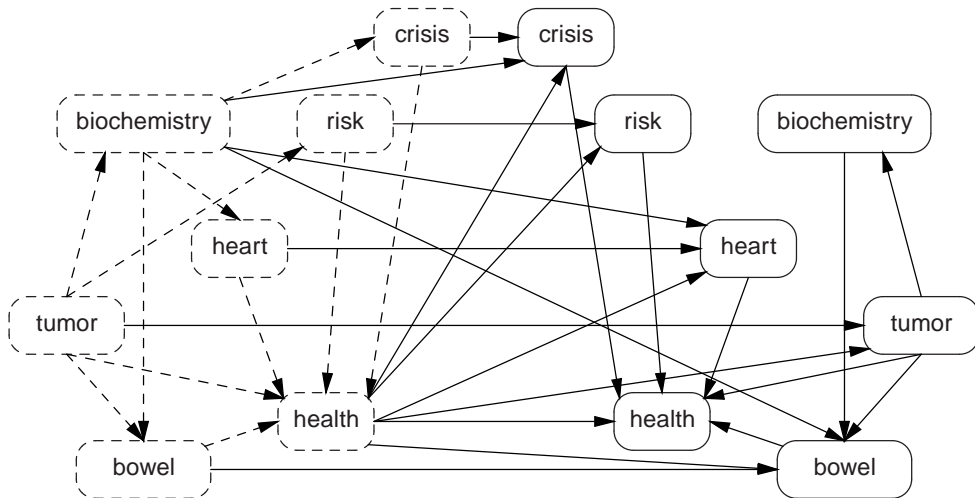 crisis
crisis
biochemistry
risk
risk
biochemistry
heart
heart
tumor
tumor
health
health
bowel
bowel